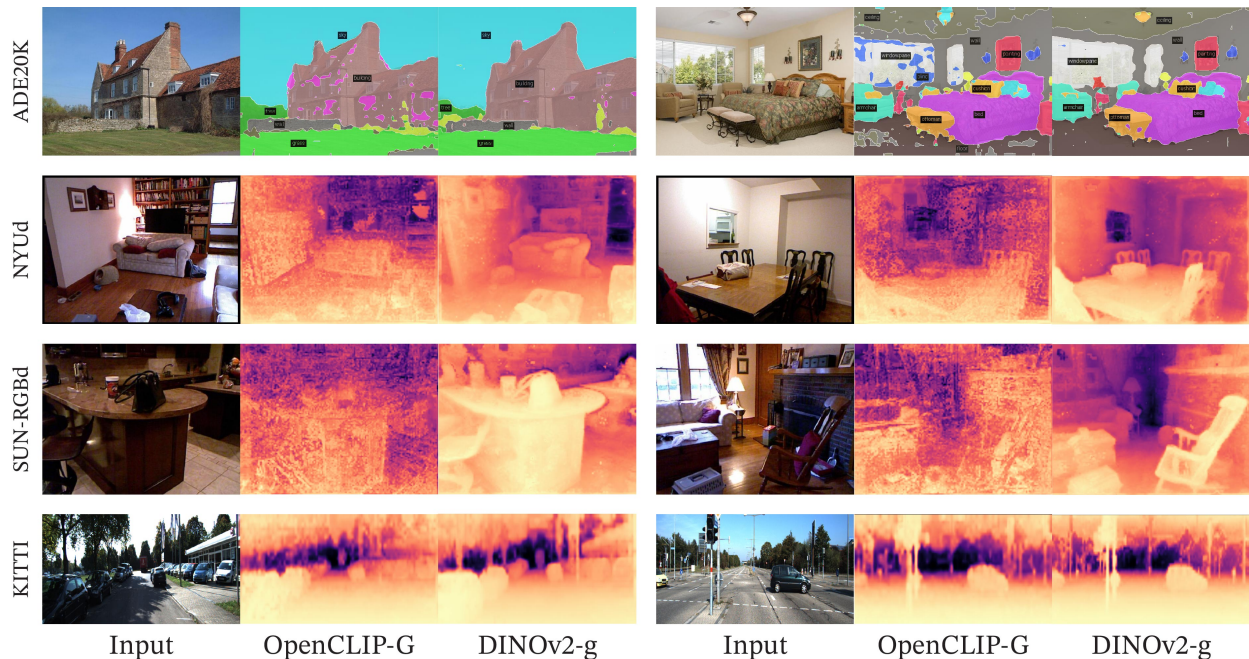 ADE20K
sky
building
tree
wall
grass
sky
building
tree
wall
grass
ceiling
wall
painting
windowpane
cushion
armchair
ottoman
bed
floor
ceiling
wall
painting
windowpane
cushion
armchair
ottoman
bed
NYUd
SUN-RGBd
KITTI
Input OpenCLIP-G DINOv2-g Input OpenCLIP-G DINOv2-g